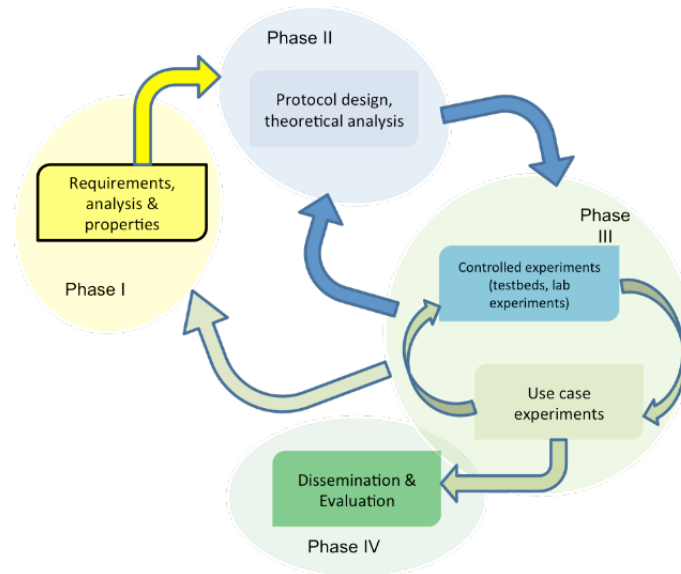 Phase II
Protocol design,
theoretical analysis
Requirements,
analysis &
properties
Phase I
Phase
III
Controlled experiments
(testbeds, lab
experiments)
Use case
experiments
Dissemination &
Evaluation
Phase IV